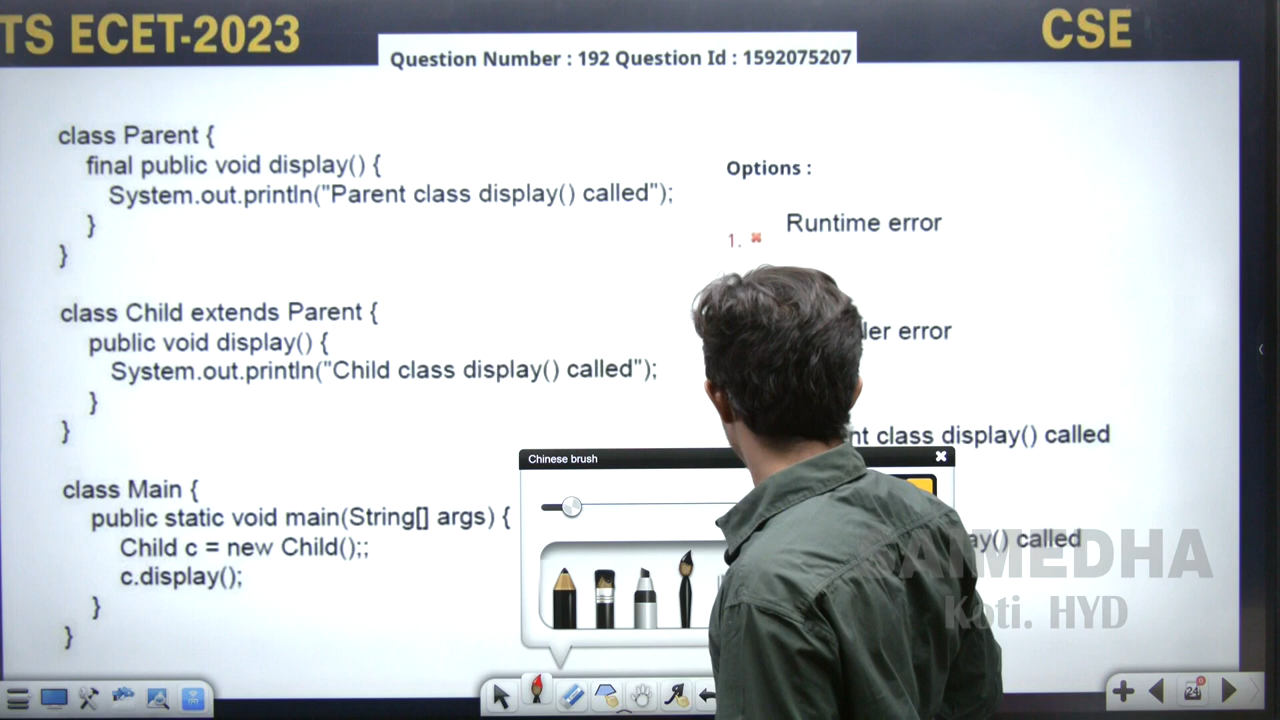 TS ECET-2023
CSE
Question Number : 192 Question Id : 1592075207
class Parent {
final public void display() {
System.out.println("Parent class display() called");
}
}
class Child extends Parent {
public void display() {
System.out.println("Child class display() called");
}
}
class Main {
public static void main(String[] args) {
Child c = new Child();;
c.display();
}
}
Options :
1. Runtime error
error
class display() called
called
Chinese brush
Koti. HYD
24